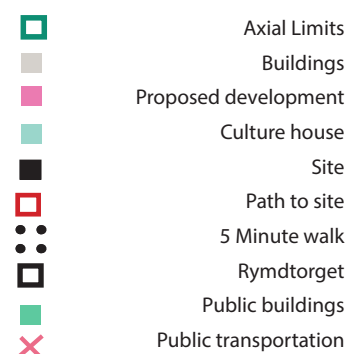 Axial Limits
Buildings
Proposed development
Culture house
Site
Path to site
5 Minute walk
Rymdtorget
Public buildings
Public transportation